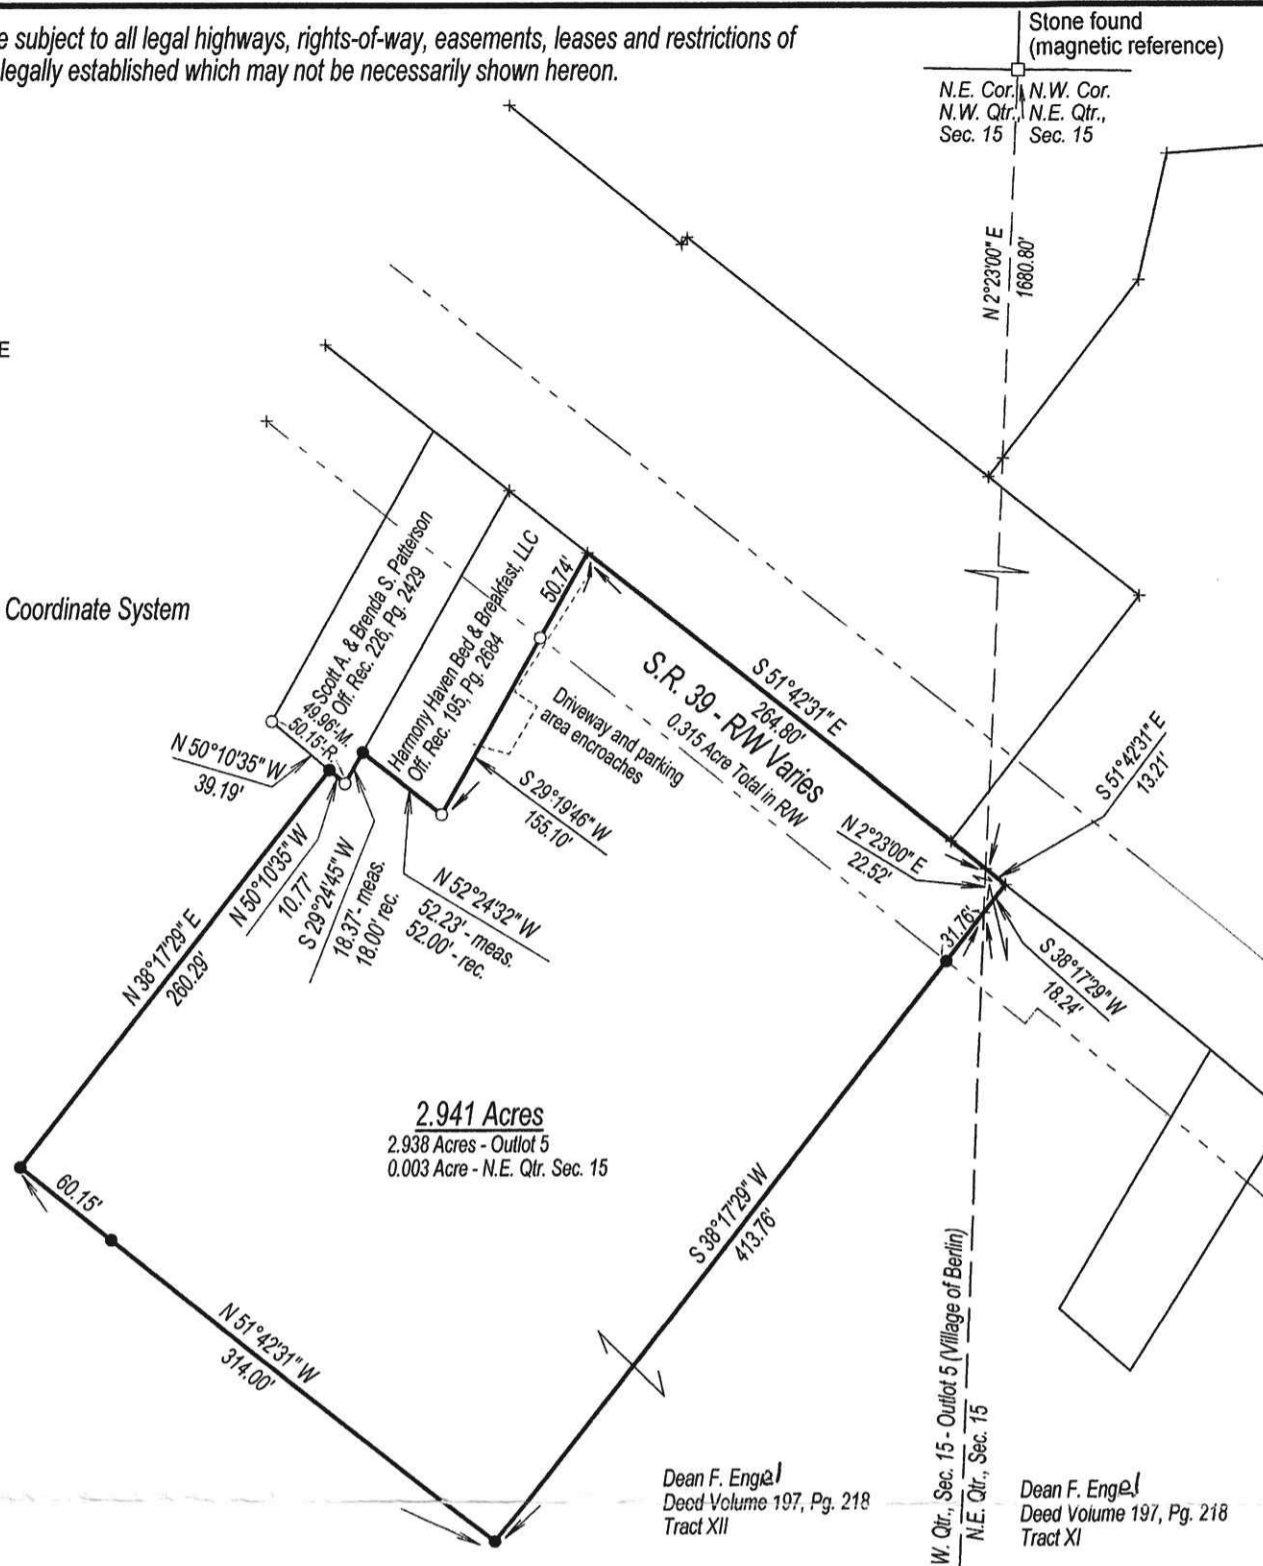 e subject to all legal highways, rights-of-way, easements, leases and restrictions of
legally established which may not be necessarily shown hereon.
Stone found
(magnetic reference)
N.E. Cor.
N.W. Qtr.,
Sec. 15
N.W. Cor.
N.E. Qtr.,
Sec. 15
N 2°23'00" E
1680.80'
E
Coordinate System
Scott A. & Brenda S. Patterson
Off. Rec. 226, Pg. 2429
49.96'-M.
50.15'-R.
Harmony Haven Bed & Breakfast, LLC
Off. Rec. 195, Pg. 2684
50.74'
S 51°42'31" E
264.80'
S.R. 39 - R/W Varies
0.315 Acre Total in R/W
Driveway and parking
area encroaches
N 50°10'35" W
39.19'
S 29°19'46" W
155.10'
S 51°42'31" E
13.21'
N 2°23'00" E
22.52'
N 50°10'35" W
10.77'
S 29°24'45" W
18.37' - meas.
18.00' rec.
N 52°24'32" W
52.23' - meas.
52.00' - rec.
31.76'
S 38°17'29" W
18.24'
N 38°17'29" E
260.29'
2.941 Acres
2.938 Acres - Outlot 5
0.003 Acre - N.E. Qtr. Sec. 15
60.15'
S 38°17'29" W
413.76'
N 51°42'31" W
314.00'
W. Qtr., Sec. 15 - Outlot 5 (Village of Berlin)
N.E. Qtr., Sec. 15
Dean F. Engel
Deed Volume 197, Pg. 218
Tract XII
Dean F. Engel
Deed Volume 197, Pg. 218
Tract XI